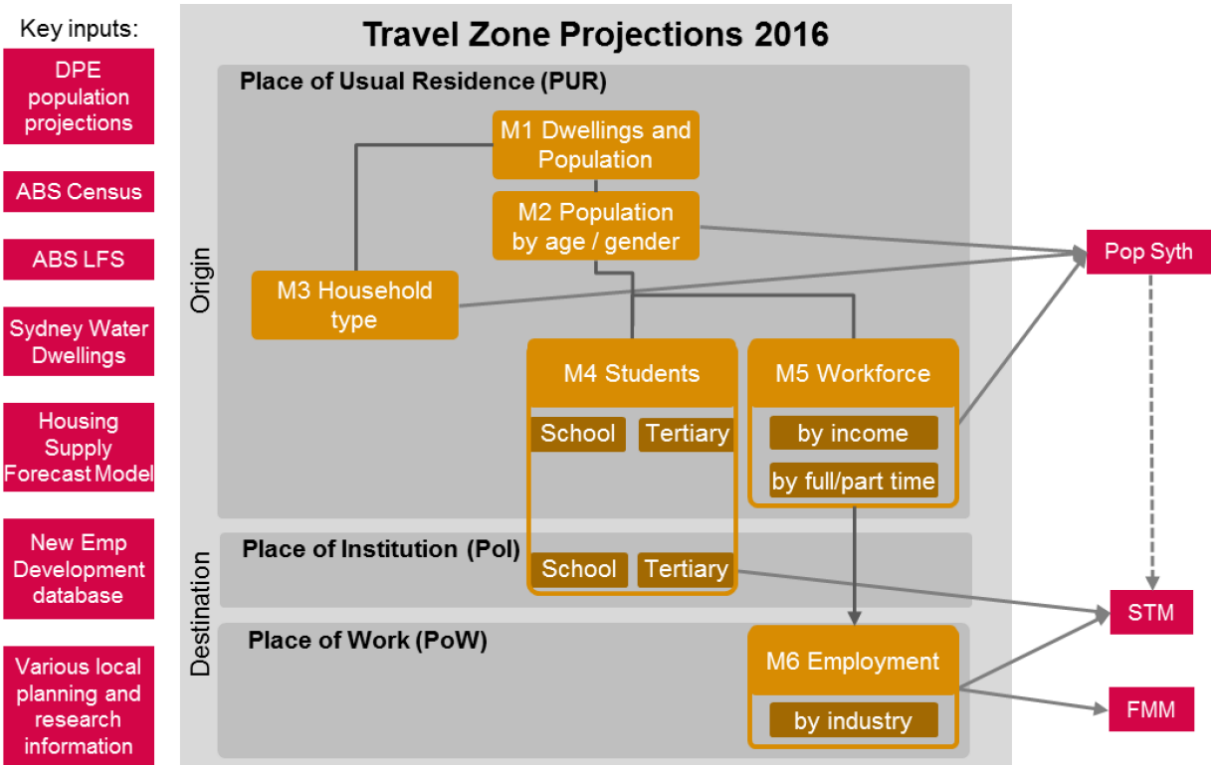 Key inputs:
DPE
population
projections
ABS Census
ABS LFS
Sydney Water
Dwellings
Housing
Supply
Forecast Model
New Emp
Development
database
Various local
planning and
research
information
Travel Zone Projections 2016
Origin
Destination
Place of Usual Residence (PUR)
M1 Dwellings and
Population
M2 Population
by age / gender
M3 Household
type
M4 Students
School Tertiary
M5 Workforce
by income
by full/part time
Place of Institution (PoI)
School Tertiary
Place of Work (PoW)
M6 Employment
by industry
Pop Syth
STM
FMM